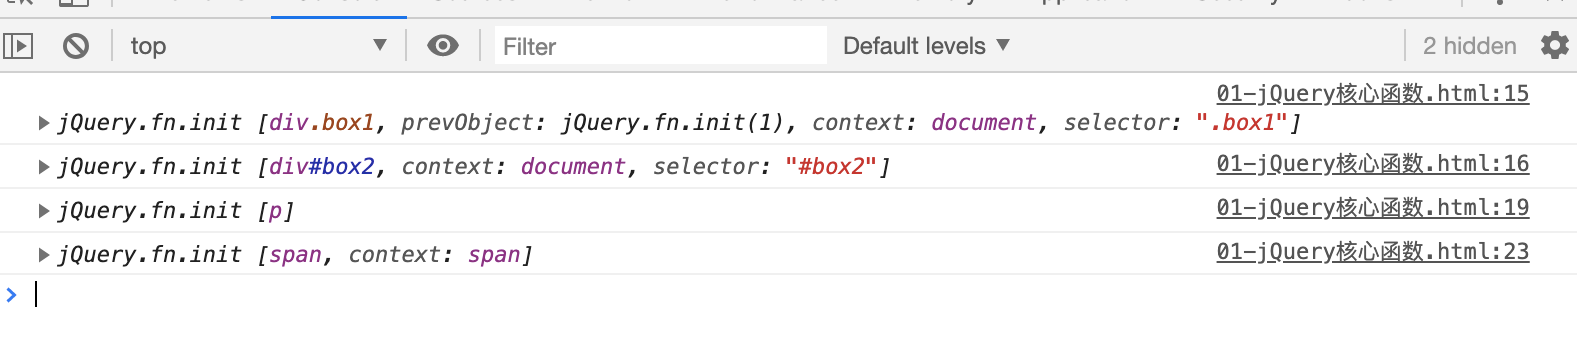 top Filter Default levels 2 hidden
01-jQuery核心函数.html:15
jQuery.fn.init [div.box1, prevObject: jQuery.fn.init(1), context: document, selector: ".box1"]
jQuery.fn.init [div#box2, context: document, selector: "#box2"] 01-jQuery核心函数.html:16
jQuery.fn.init [p] 01-jQuery核心函数.html:19
jQuery.fn.init [span, context: span] 01-jQuery核心函数.html:23